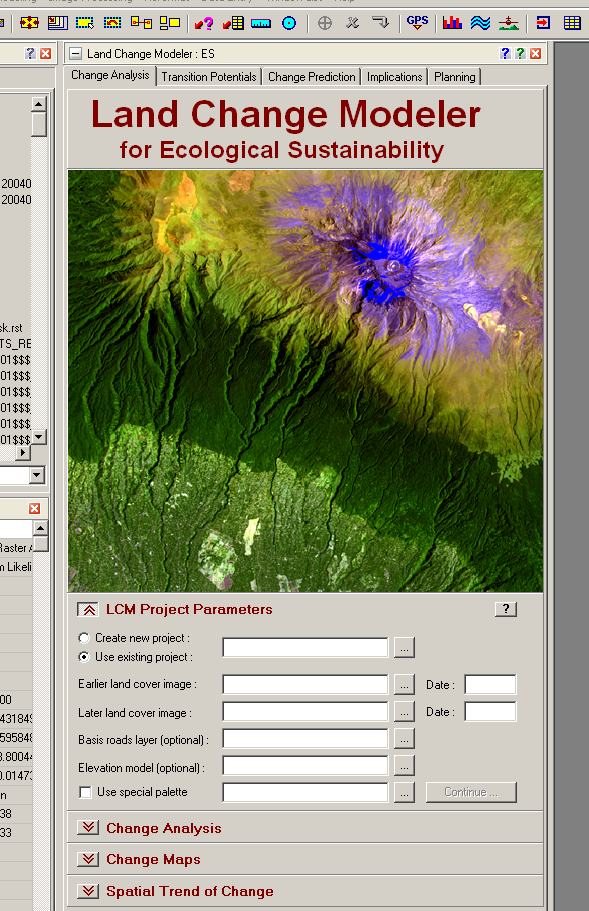 GPS
Land Change Modeler : ES
Change Analysis
Transition Potentials
Change Prediction
Implications
Planning
Land Change Modeler
for Ecological Sustainability
20040
20040
sk.rst
TS_RE
01$$$
01$$$
01$$$
01$$$
01$$$
01$$$
LCM Project Parameters
?
Create new project :
...
Use existing project :
Earlier land cover image :
...
Date :
Later land cover image :
...
Date :
Basis roads layer (optional) :
...
Elevation model (optional) :
...
Use special palette
...
Continue ...
Change Analysis
Change Maps
Spatial Trend of Change
Raster
m Likeli
00
431849
595848
8.80044
0.01473
n
38
33